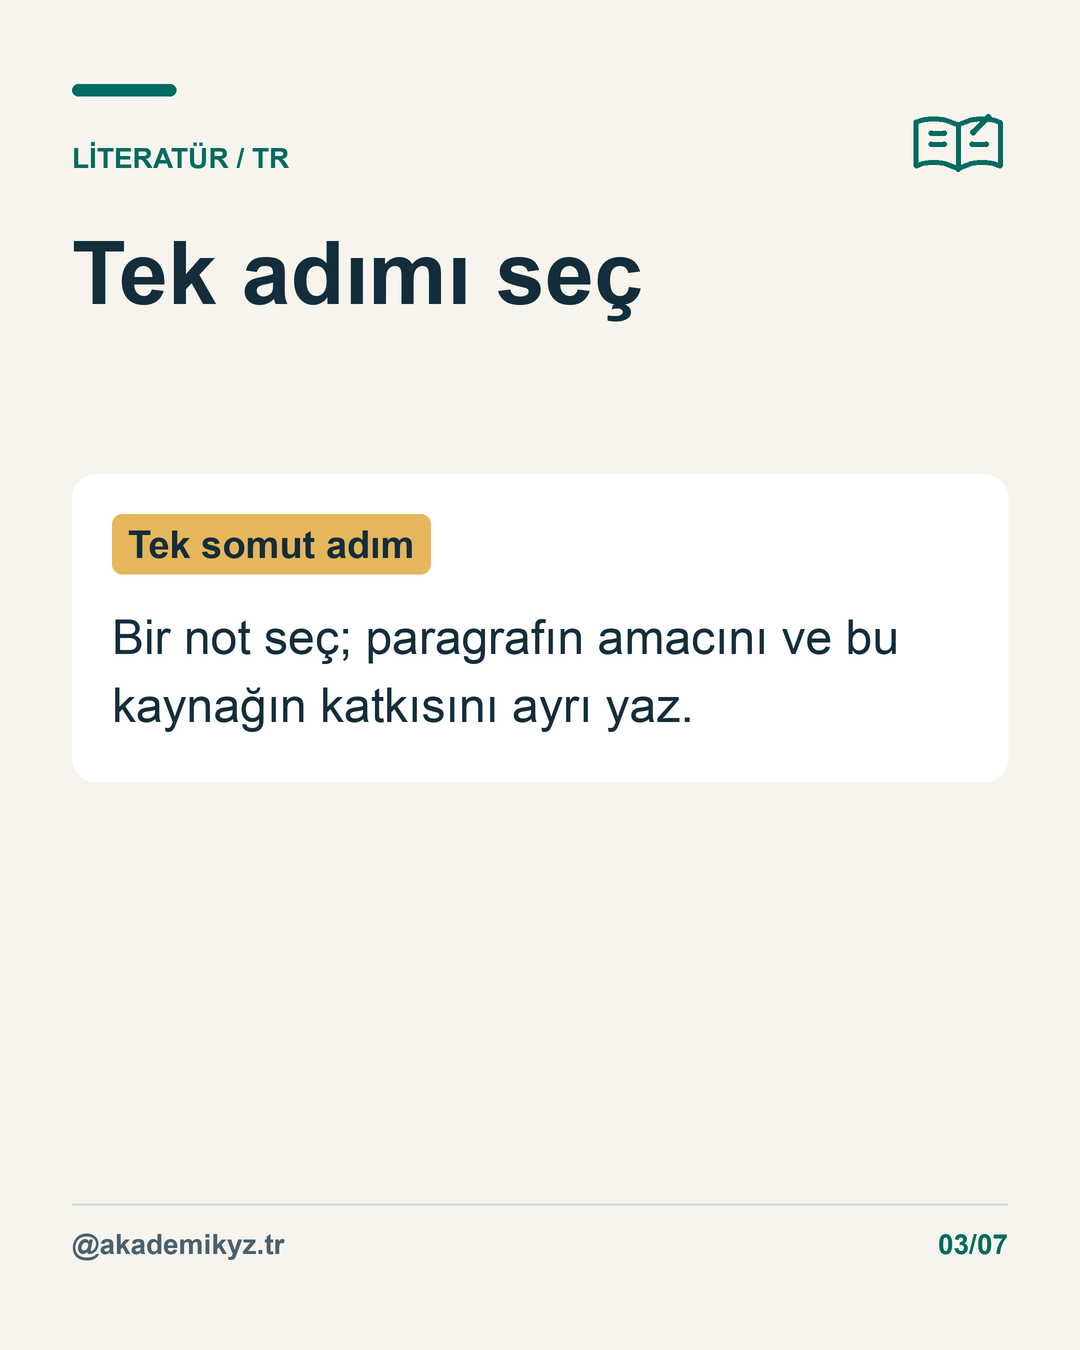 LİTERATÜR / TR
Tek adımı seç
Tek somut adım
Bir not seç; paragrafın amacını ve bu
kaynağın katkısını ayrı yaz.
@akademikyz.tr
03/07